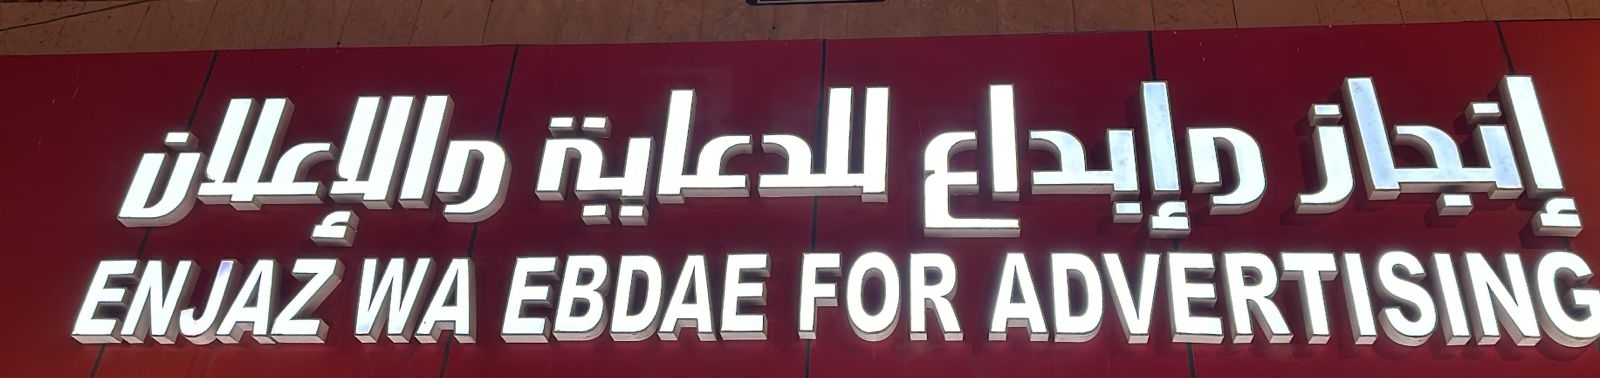 إنجاز وإبداع للدعاية والإعلان
ENJAZ WA EBDAE FOR ADVERTISING